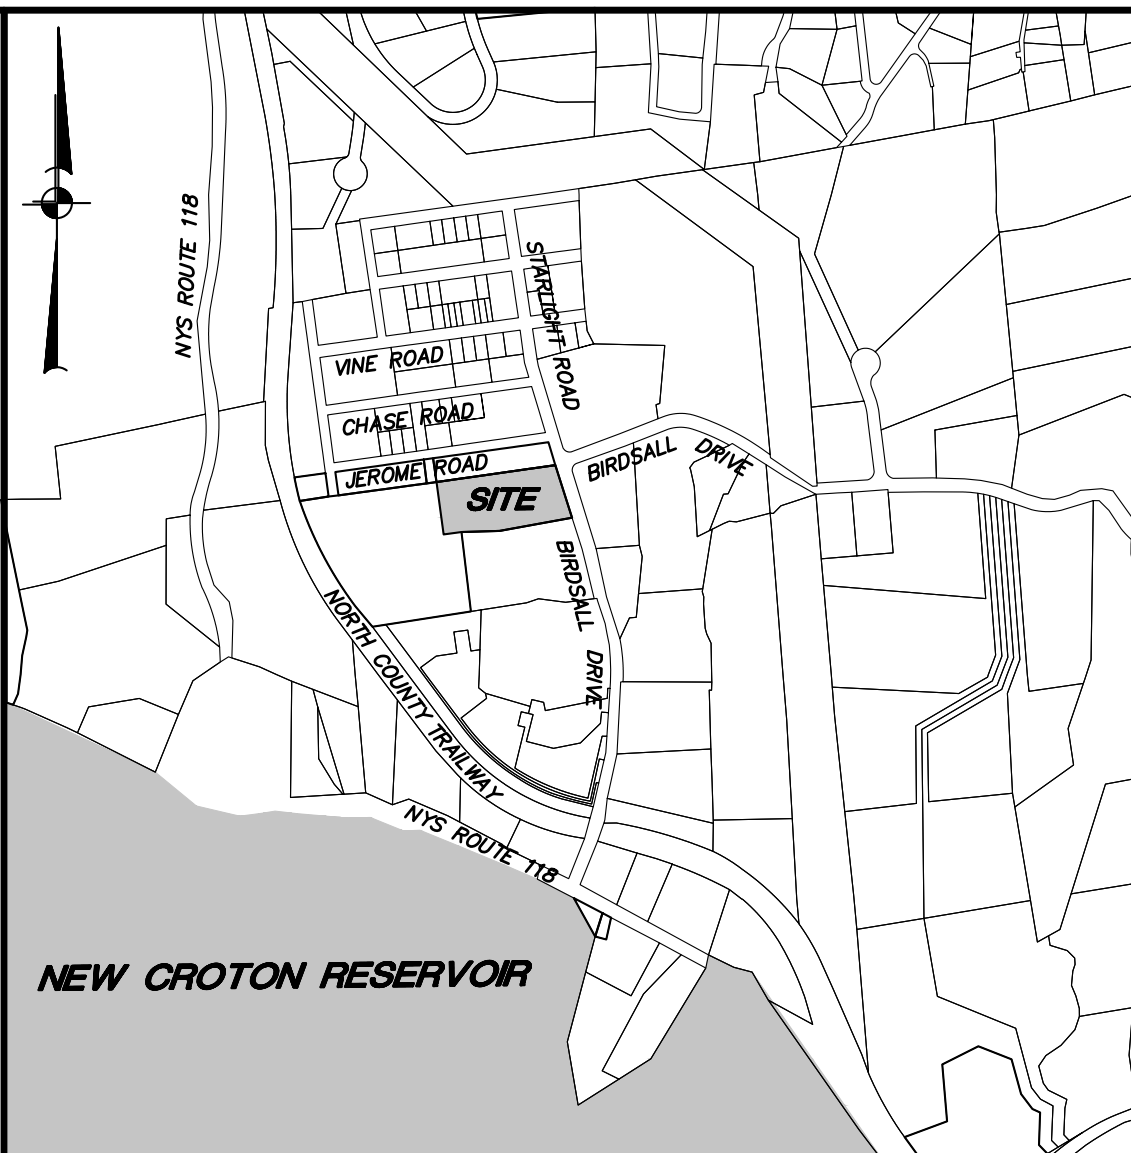 NYS ROUTE 118
STARLIGHT ROAD
VINE ROAD
CHASE ROAD
JEROME ROAD
BIRDSALL DRIVE
SITE
BIRDSALL DRIVE
NORTH COUNTY TRAILWAY
NYS ROUTE 118
NEW CROTON RESERVOIR